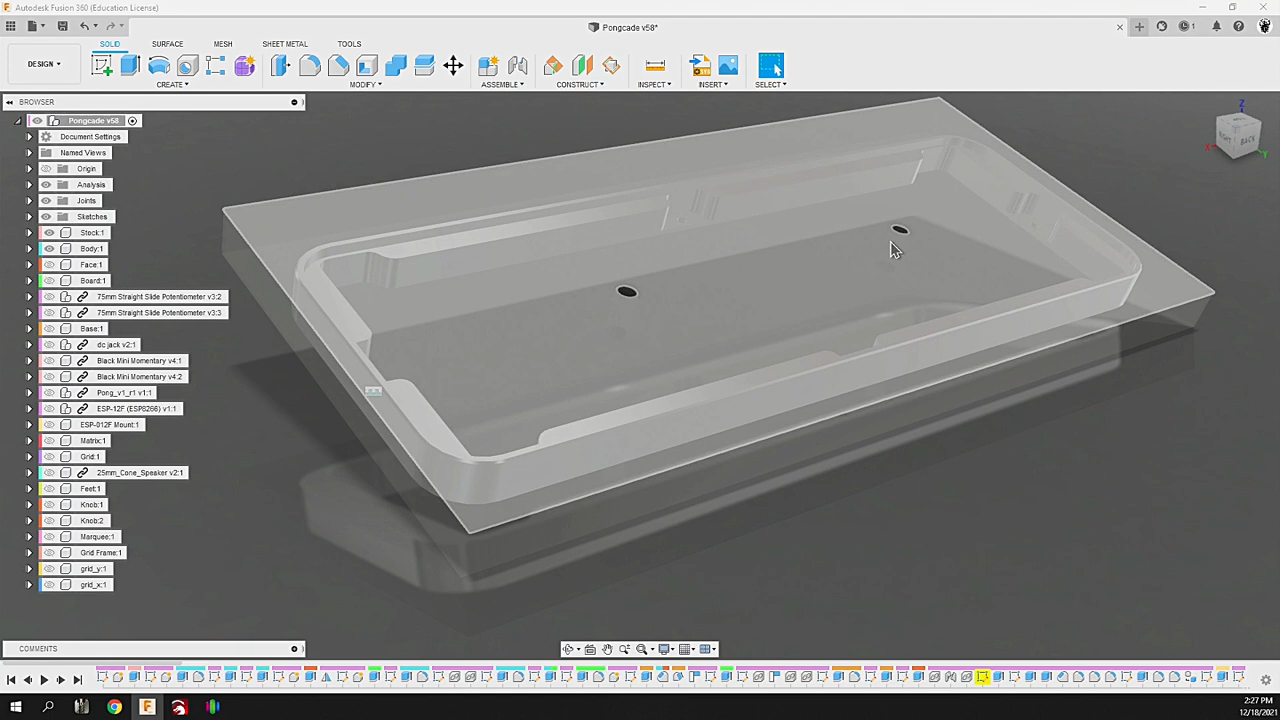 Autodesk Fusion 360 (Education License)
Pongcade v58*
1
DESIGN
SOLID SURFACE MESH SHEET METAL TOOLS
CREATE MODIFY ASSEMBLE CONSTRUCT INSPECT INSERT SELECT
BROWSER
Pongcade v58
Document Settings
Named Views
Origin
Analysis
Joints
Sketches
Stock:1
Body:1
Face:1
Board:1
75mm Straight Slide Potentiometer v3:2
75mm Straight Slide Potentiometer v3:3
Base:1
dc jack v2:1
Black Mini Momentary v4:1
Black Mini Momentary v4:2
Pong_v1_r1 v1:1
ESP-12F (ESP8266) v1:1
ESP-012F Mount:1
Matrix:1
Grid:1
25mm_Cone_Speaker v2:1
Feet:1
Knob:1
Knob:2
Marquee:1
Grid Frame:1
grid_y:1
grid_x:1
Z
X
Y
BACK
COMMENTS
2:27 PM
12/18/2021